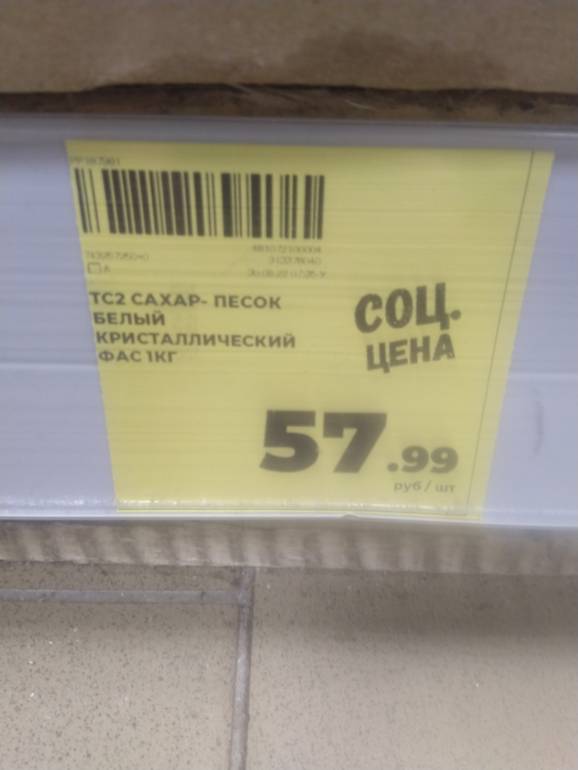 ТС2 САХАР- ПЕСОК
БЕЛЫЙ
КРИСТАЛЛИЧЕСКИЙ
ФАС 1КГ
СОЦ.
ЦЕНА
57.99
руб / шт